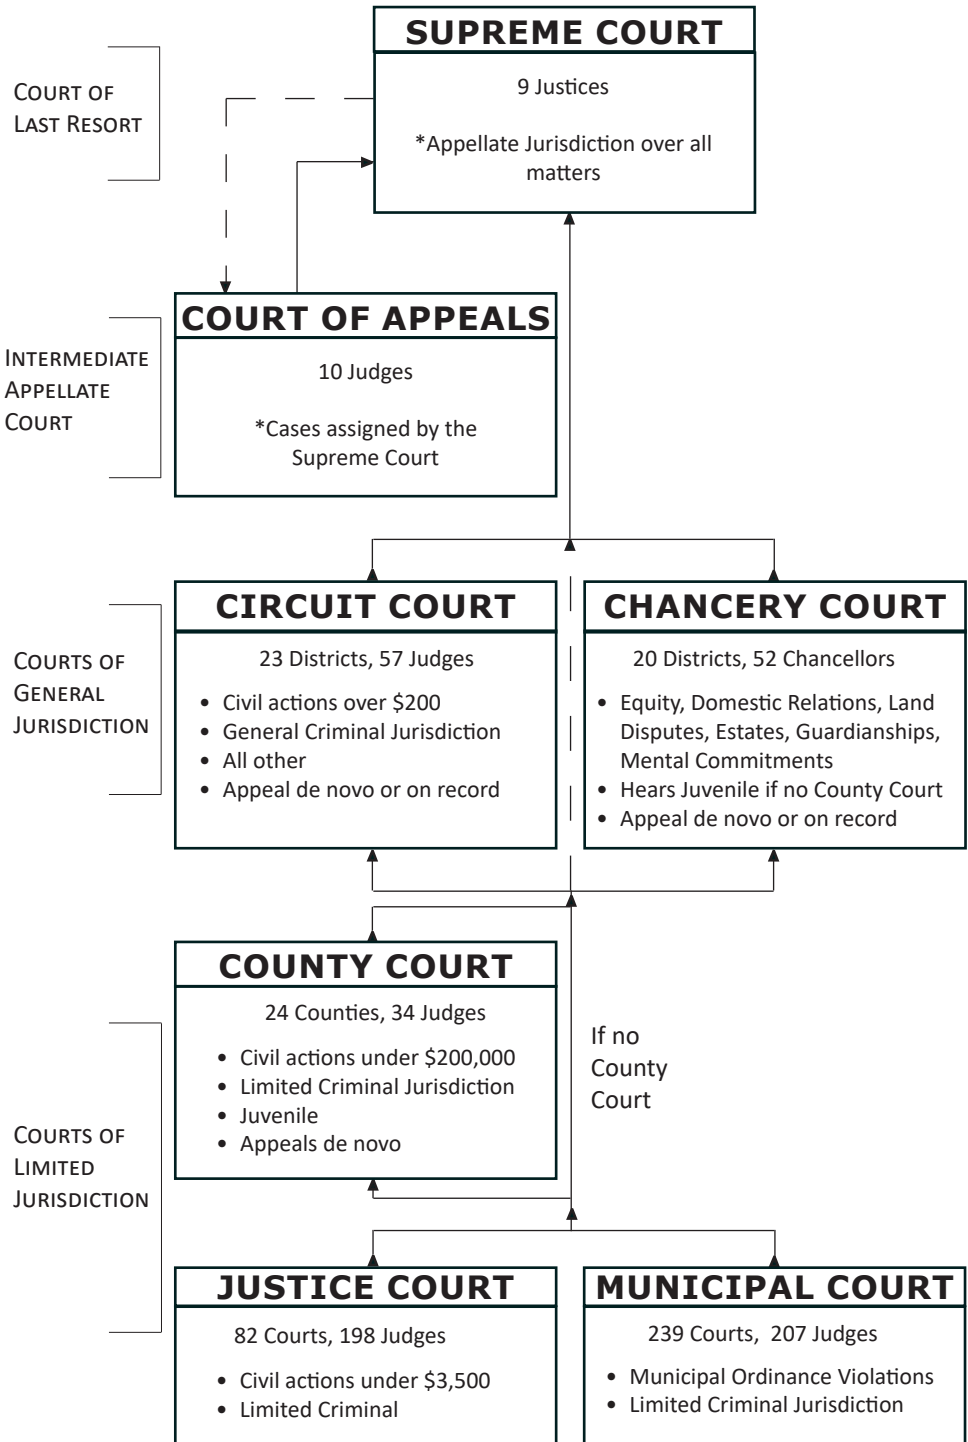 SUPREME COURT
9 Justices
*Appellate Jurisdiction over all
matters
COURT OF
LAST RESORT
COURT OF APPEALS
10 Judges
*Cases assigned by the
Supreme Court
INTERMEDIATE
APPELLATE
COURT
CIRCUIT COURT
23 Districts, 57 Judges
• Civil actions over $200
• General Criminal Jurisdiction
• All other
• Appeal de novo or on record
CHANCERY COURT
20 Districts, 52 Chancellors
• Equity, Domestic Relations, Land
Disputes, Estates, Guardianships,
Mental Commitments
• Hears Juvenile if no County Court
• Appeal de novo or on record
COURTS OF
GENERAL
JURISDICTION
COUNTY COURT
24 Counties, 34 Judges
• Civil actions under $200,000
• Limited Criminal Jurisdiction
• Juvenile
• Appeals de novo
If no
County
Court
COURTS OF
LIMITED
JURISDICTION
JUSTICE COURT
82 Courts, 198 Judges
• Civil actions under $3,500
• Limited Criminal
MUNICIPAL COURT
239 Courts, 207 Judges
• Municipal Ordinance Violations
• Limited Criminal Jurisdiction